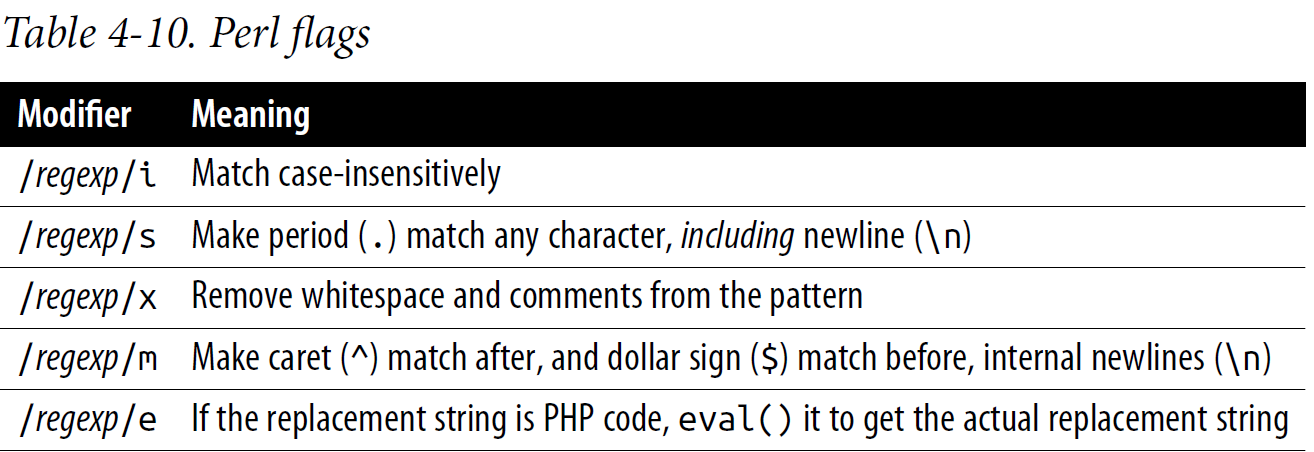 Table 4-10. Perl flags
Modifier Meaning
/regexp/i Match case-insensitively
/regexp/s Make period (.) match any character, including newline (\n)
/regexp/x Remove whitespace and comments from the pattern
/regexp/m Make caret (^) match after, and dollar sign ($) match before, internal newlines (\n)
/regexp/e If the replacement string is PHP code, eval() it to get the actual replacement string